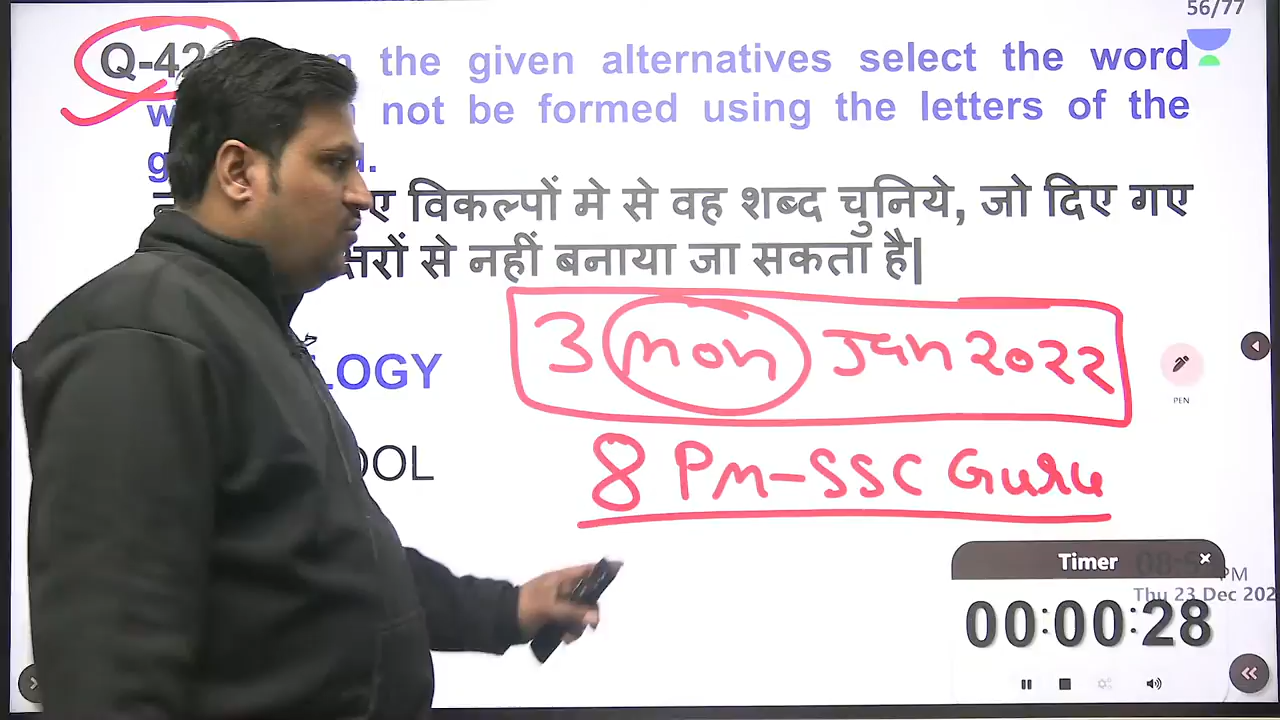 56/77
Q-42 the given alternatives select the word
not be formed using the letters of the
विकल्पों मे से वह शब्द चुनिये, जो दिए गए
से नहीं बनाया जा सकता है|
3 mon Jan 2022
LOGY
OOL
8 PM-SSC Guru
Timer
PM
Thu 23 Dec 202
00:00:28
PEN